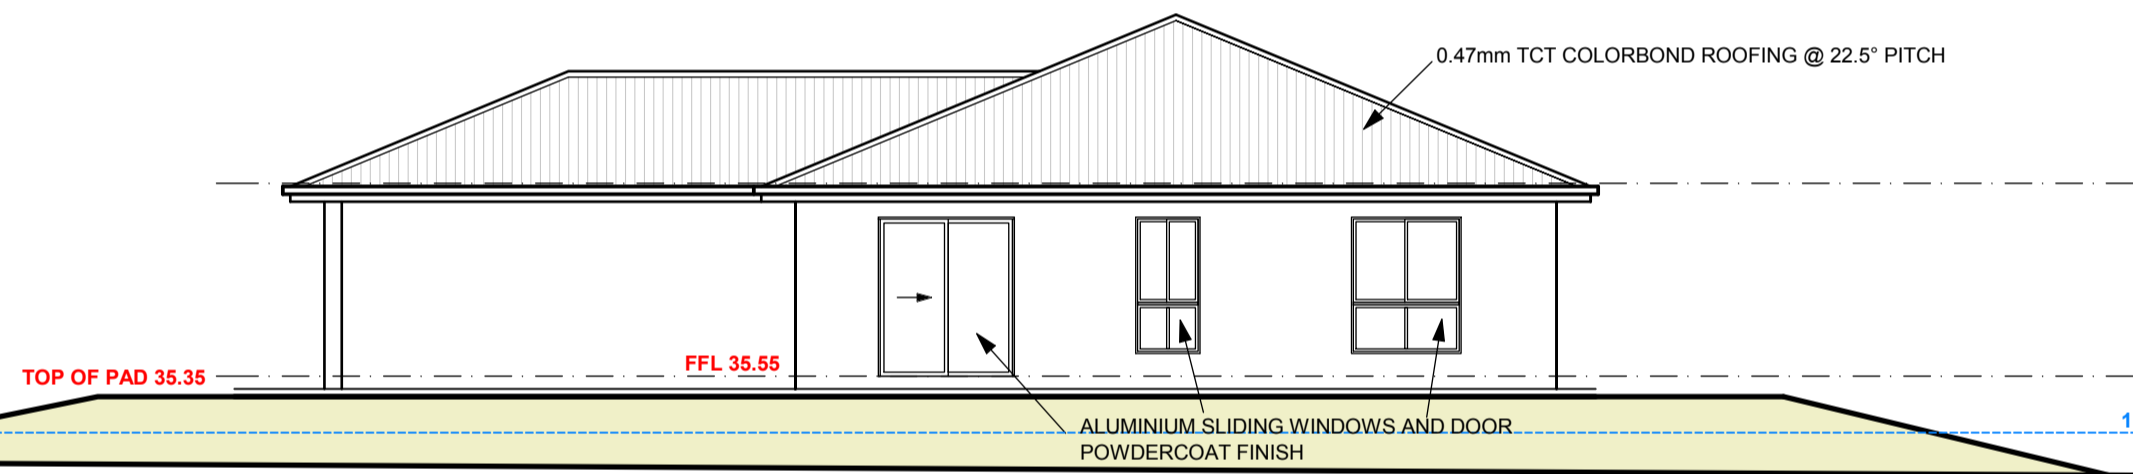 0.47mm TCT COLORBOND ROOFING @ 22.5° PITCH
FFL 35.55
TOP OF PAD 35.35
ALUMINIUM SLIDING WINDOWS AND DOOR
POWDERCOAT FINISH
1